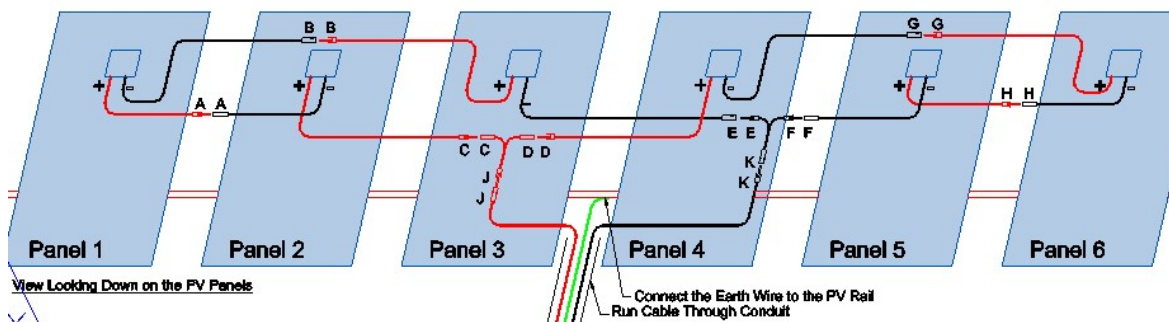 B B
G G
+ -
+ -
+ -
+ -
+ -
+ -
A A
H H
C C
D D
E E
F F
J
J
K
K
Panel 1
Panel 2
Panel 3
Panel 4
Panel 5
Panel 6
View Looking Down on the PV Panels
Connect the Earth Wire to the PV Rail
Run Cable Through Conduit